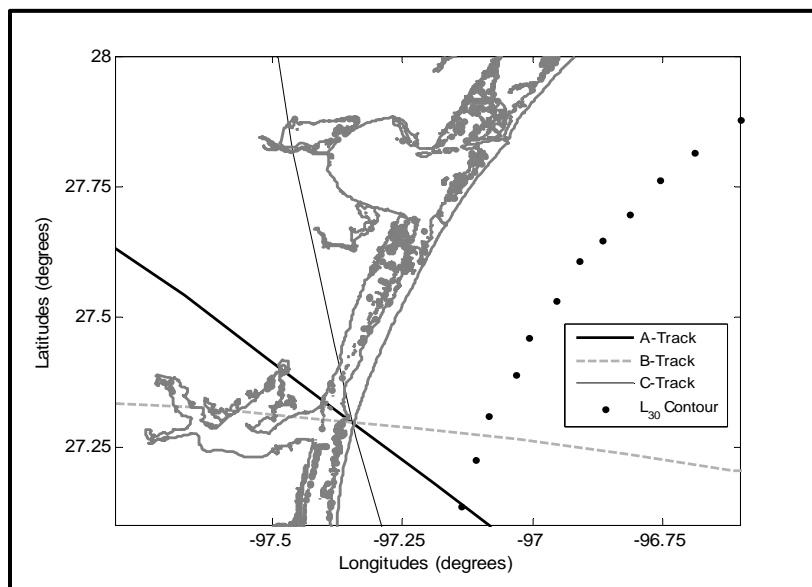 28
27.75
27.5
27.25
Latitudes (degrees)
A-Track
B-Track
C-Track
L30 Contour
-97.5
-97.25
-97
-96.75
Longitudes (degrees)